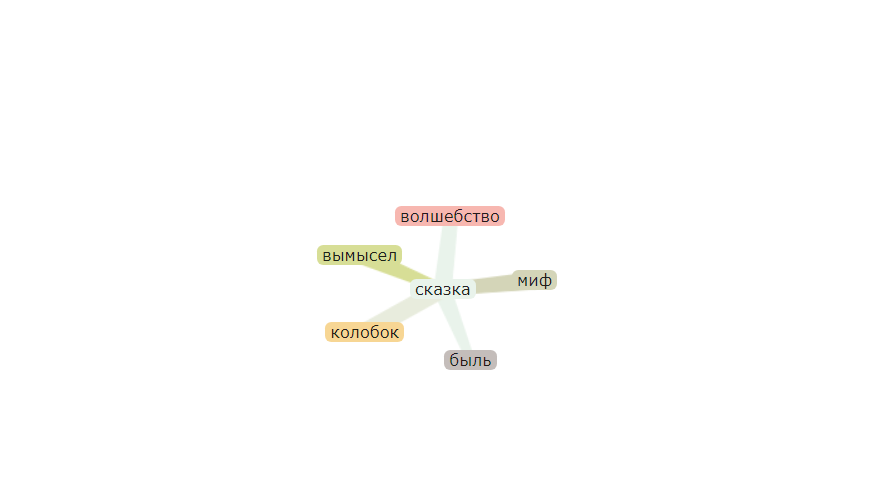 волшебство
вымысел
миф
сказка
колобок
быль